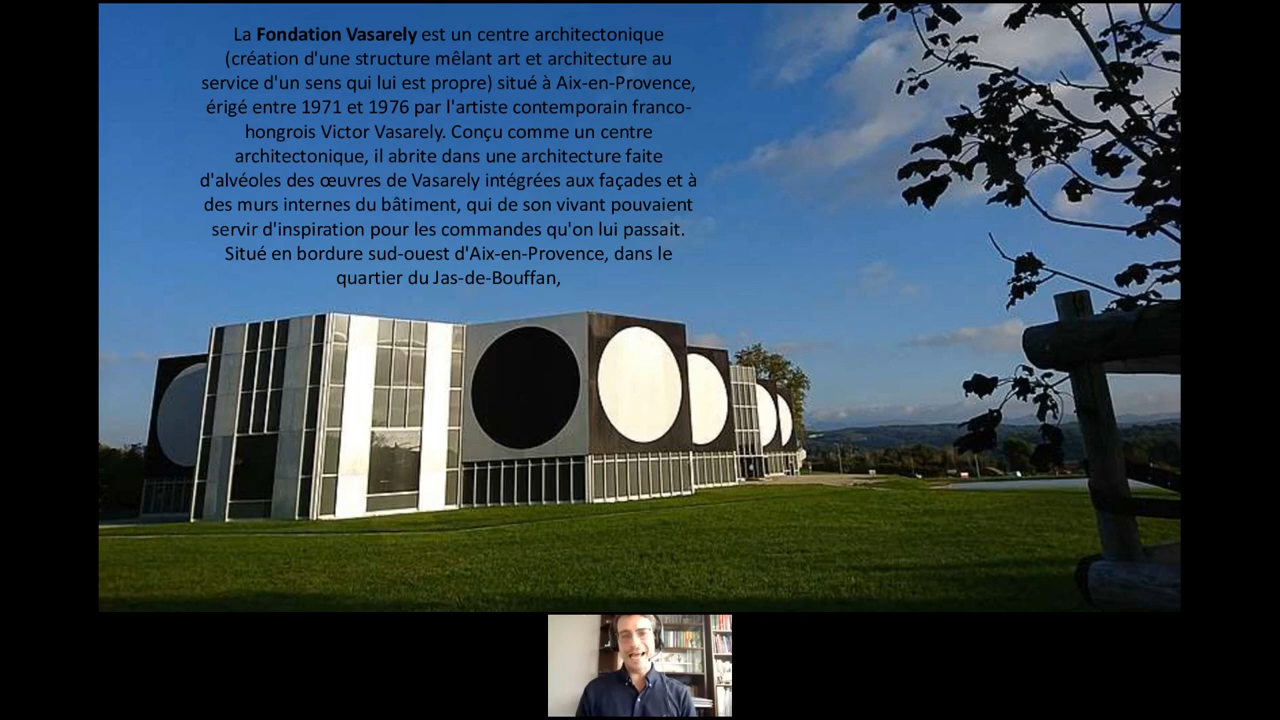 La Fondation Vasarely est un centre architectonique
(création d'une structure mêlant art et architecture au
service d'un sens qui lui est propre) situé à Aix-en-Provence,
érigé entre 1971 et 1976 par l'artiste contemporain franco-
hongrois Victor Vasarely. Conçu comme un centre
architectonique, il abrite dans une architecture faite
d'alvéoles des œuvres de Vasarely intégrées aux façades et à
des murs internes du bâtiment, qui de son vivant pouvaient
servir d'inspiration pour les commandes qu'on lui passait.
Situé en bordure sud-ouest d'Aix-en-Provence, dans le
quartier du Jas-de-Bouffan,